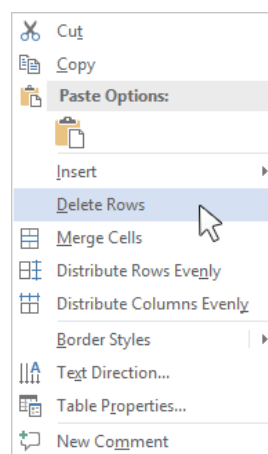 Cut
Copy
Paste Options:
Insert
Delete Rows
Merge Cells
Distribute Rows Evenly
Distribute Columns Evenly
Border Styles
Text Direction...
Table Properties...
New Comment